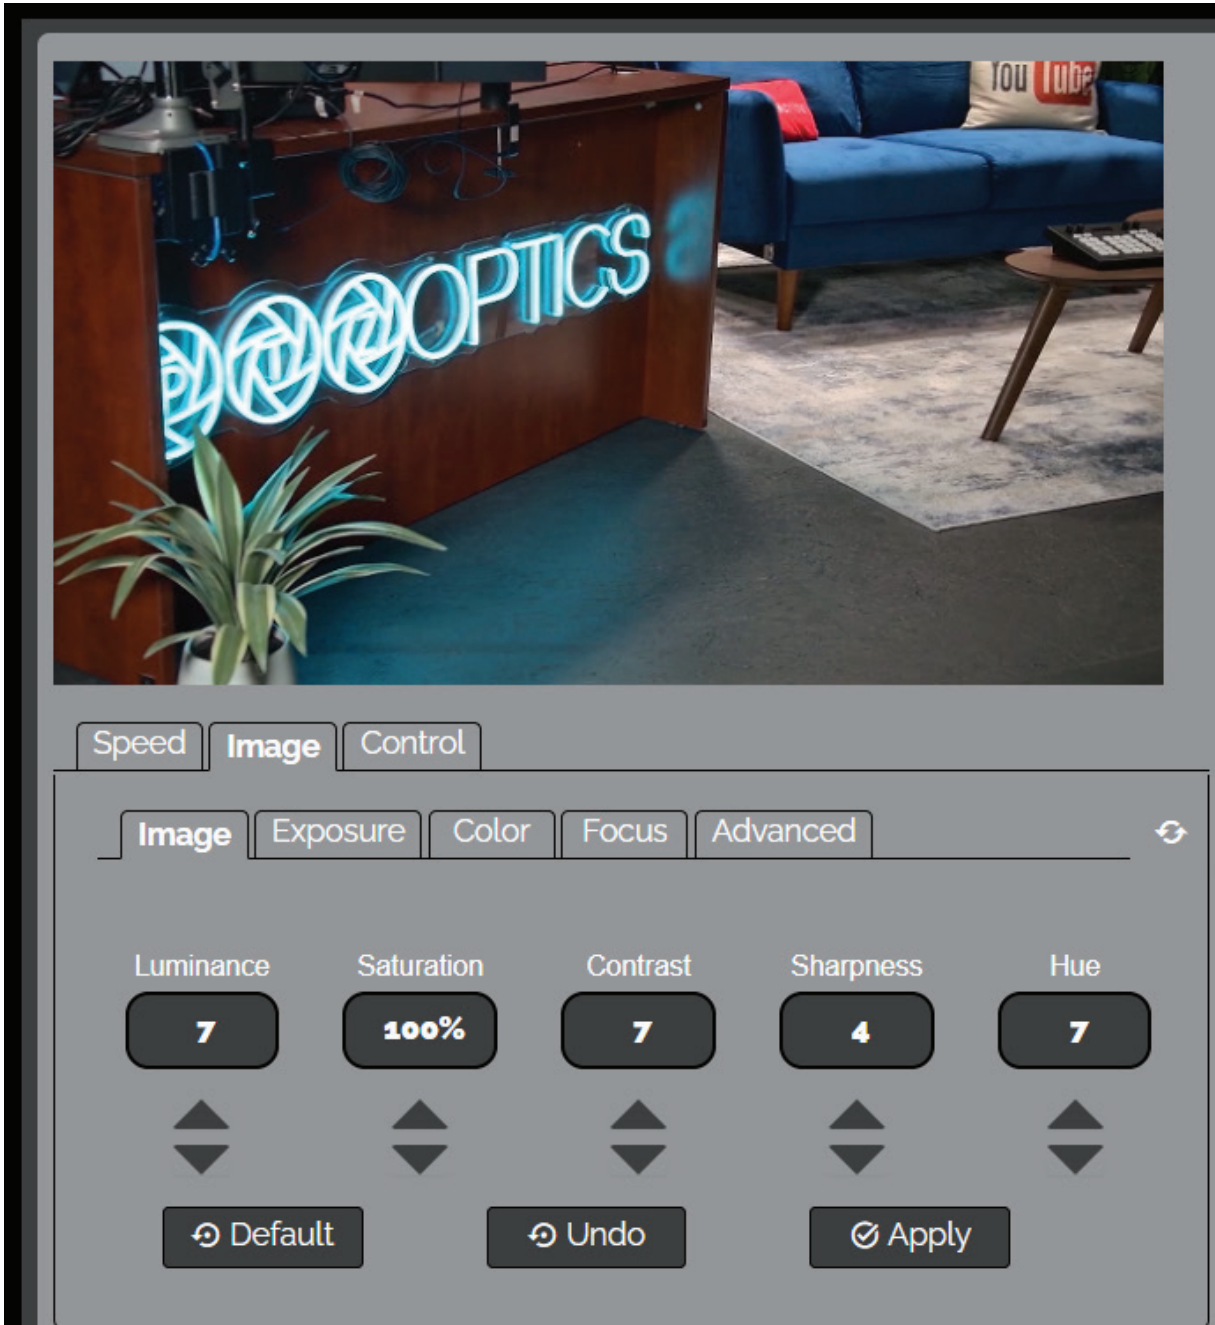 You Tube
PTZOPTICS
Speed Image Control
Image Exposure Color Focus Advanced
Luminance Saturation Contrast Sharpness Hue
7 100% 7 4 7
Default Undo Apply